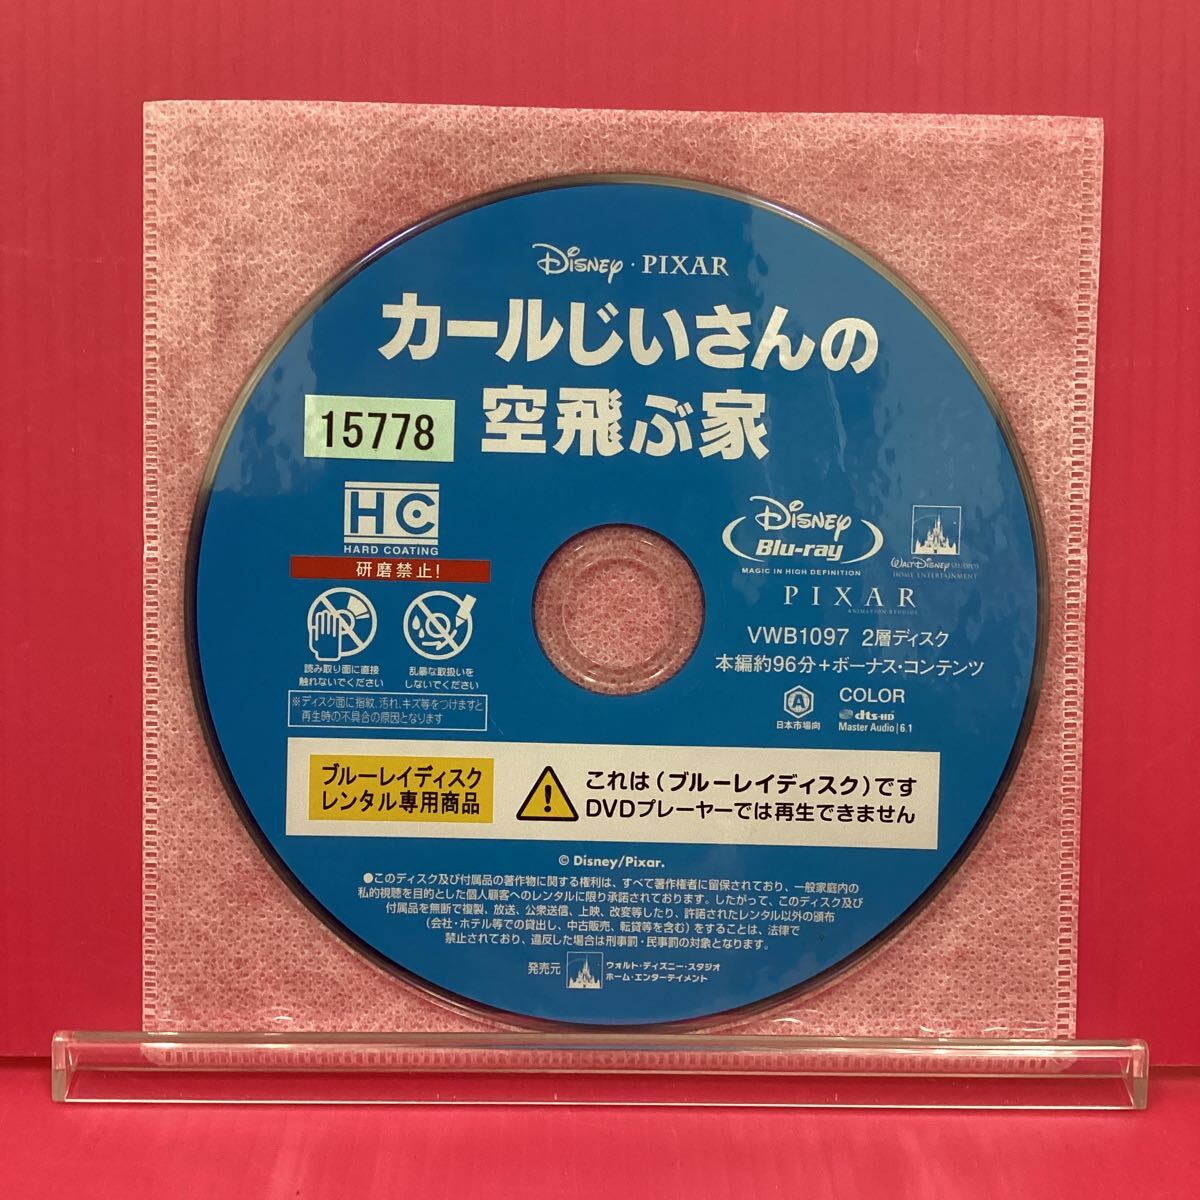 Disney・PIXAR
カールじいさんの
空飛ぶ家
15778
HC
HARD COATING
研磨禁止!
読み取り面に直接
触れないでください
乱暴な取扱いを
しないでください
※ディスク面に指紋、汚れ、キズ等をつけますと
再生時の不具合の原因となります
Disney
Blu-ray
MAGIC IN HIGH DEFINITION
WALT DISNEY STUDIOS
HOME ENTERTAINMENT
PIXAR
ANIMATION STUDIOS
VWB1097 2層ディスク
本編約96分+ボーナス・コンテンツ
A
日本市場向
COLOR
dts-HD
Master Audio | 6.1
ブルーレイディスク
レンタル専用商品
これは(ブルーレイディスク)です
DVDプレーヤーでは再生できません
© Disney/Pixar.
●このディスク及び付属品の著作物に関する権利は、すべて著作権者に留保されており、一般家庭内の
私的視聴を目的とした個人顧客へのレンタルに限り承諾されております。したがって、このディスク及び
付属品を無断で複製、放送、公衆送信、上映、改変等したり、許諾されたレンタル以外の頒布
(会社・ホテル等での貸出し、中古販売、転貸等を含む)をすることは、法律で
禁止されており、違反した場合は刑事罰・民事罰の対象となります。
発売元
ウォルト・ディズニー・スタジオ
ホーム・エンターテイメント